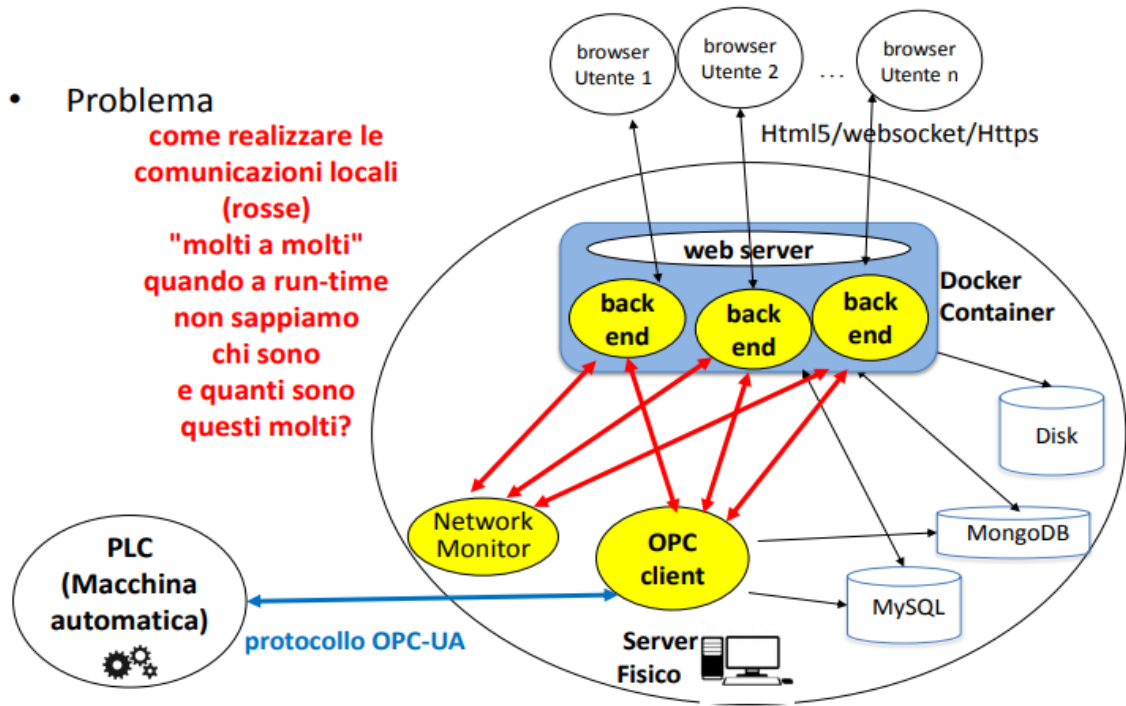 • Problema
come realizzare le
comunicazioni locali
(rosse)
"molti a molti"
quando a run-time
non sappiamo
chi sono
e quanti sono
questi molti?
browser
Utente 1
browser
Utente 2
...
browser
Utente n
Html5/websocket/Https
web server
back
end
back
end
back
end
Docker
Container
Disk
Network
Monitor
OPC
client
MongoDB
MySQL
PLC
(Macchina
automatica)
protocollo OPC-UA
Server
Fisico